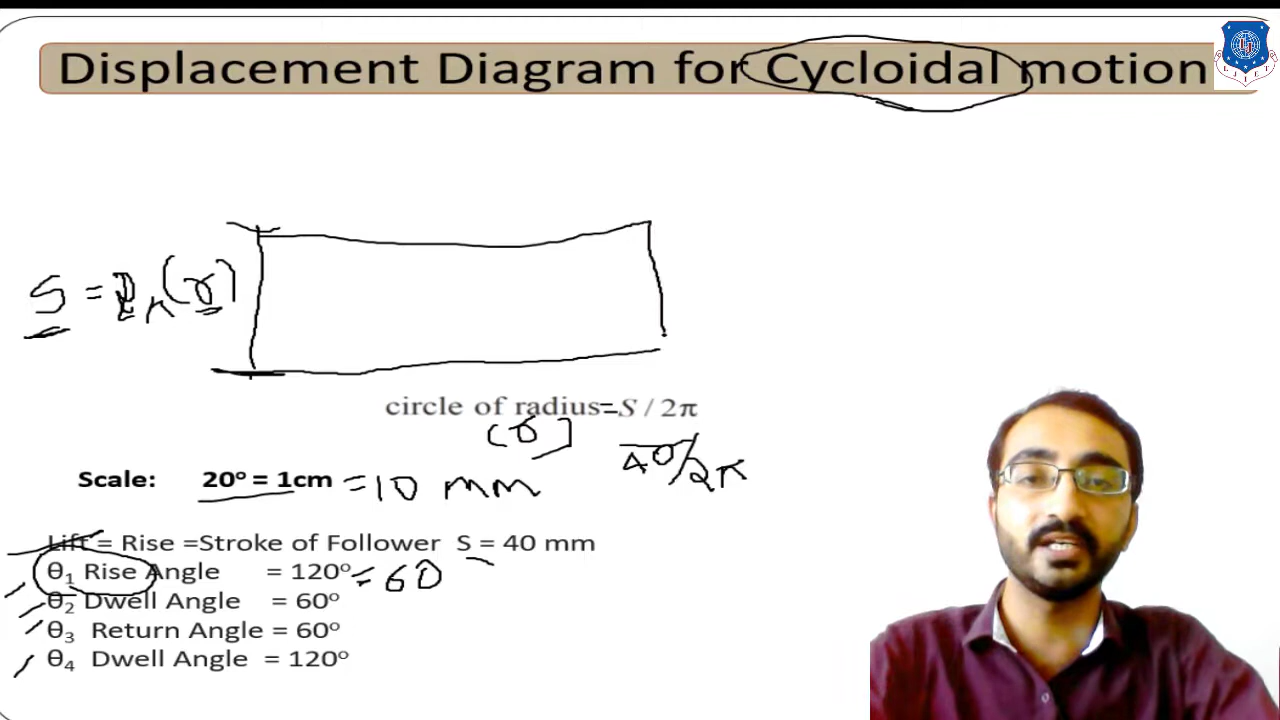 Displacement Diagram for Cycloidal motion
LJIET
S = 2π(r)
circle of radius=S / 2π
(r)
40/2π
Scale: 20° = 1cm = 10 mm
Lift = Rise =Stroke of Follower S = 40 mm
θ1 Rise Angle = 120° = 60
θ2 Dwell Angle = 60°
θ3 Return Angle = 60°
θ4 Dwell Angle = 120°